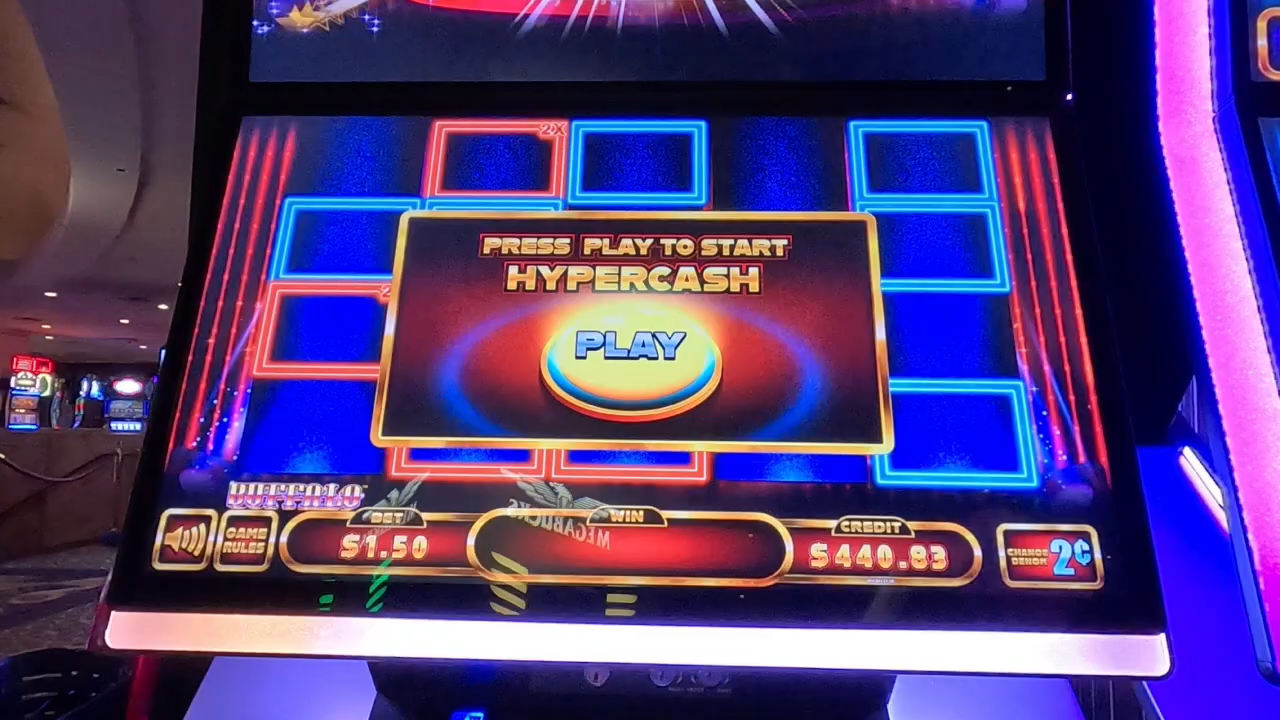 2X
PRESS PLAY TO START
HYPERCASH
PLAY
BUFFALO
BET
$1.50
WIN
CREDIT
$440.83
GAME
RULES
CHANGE
DENOM
2¢
MEGABUCKS